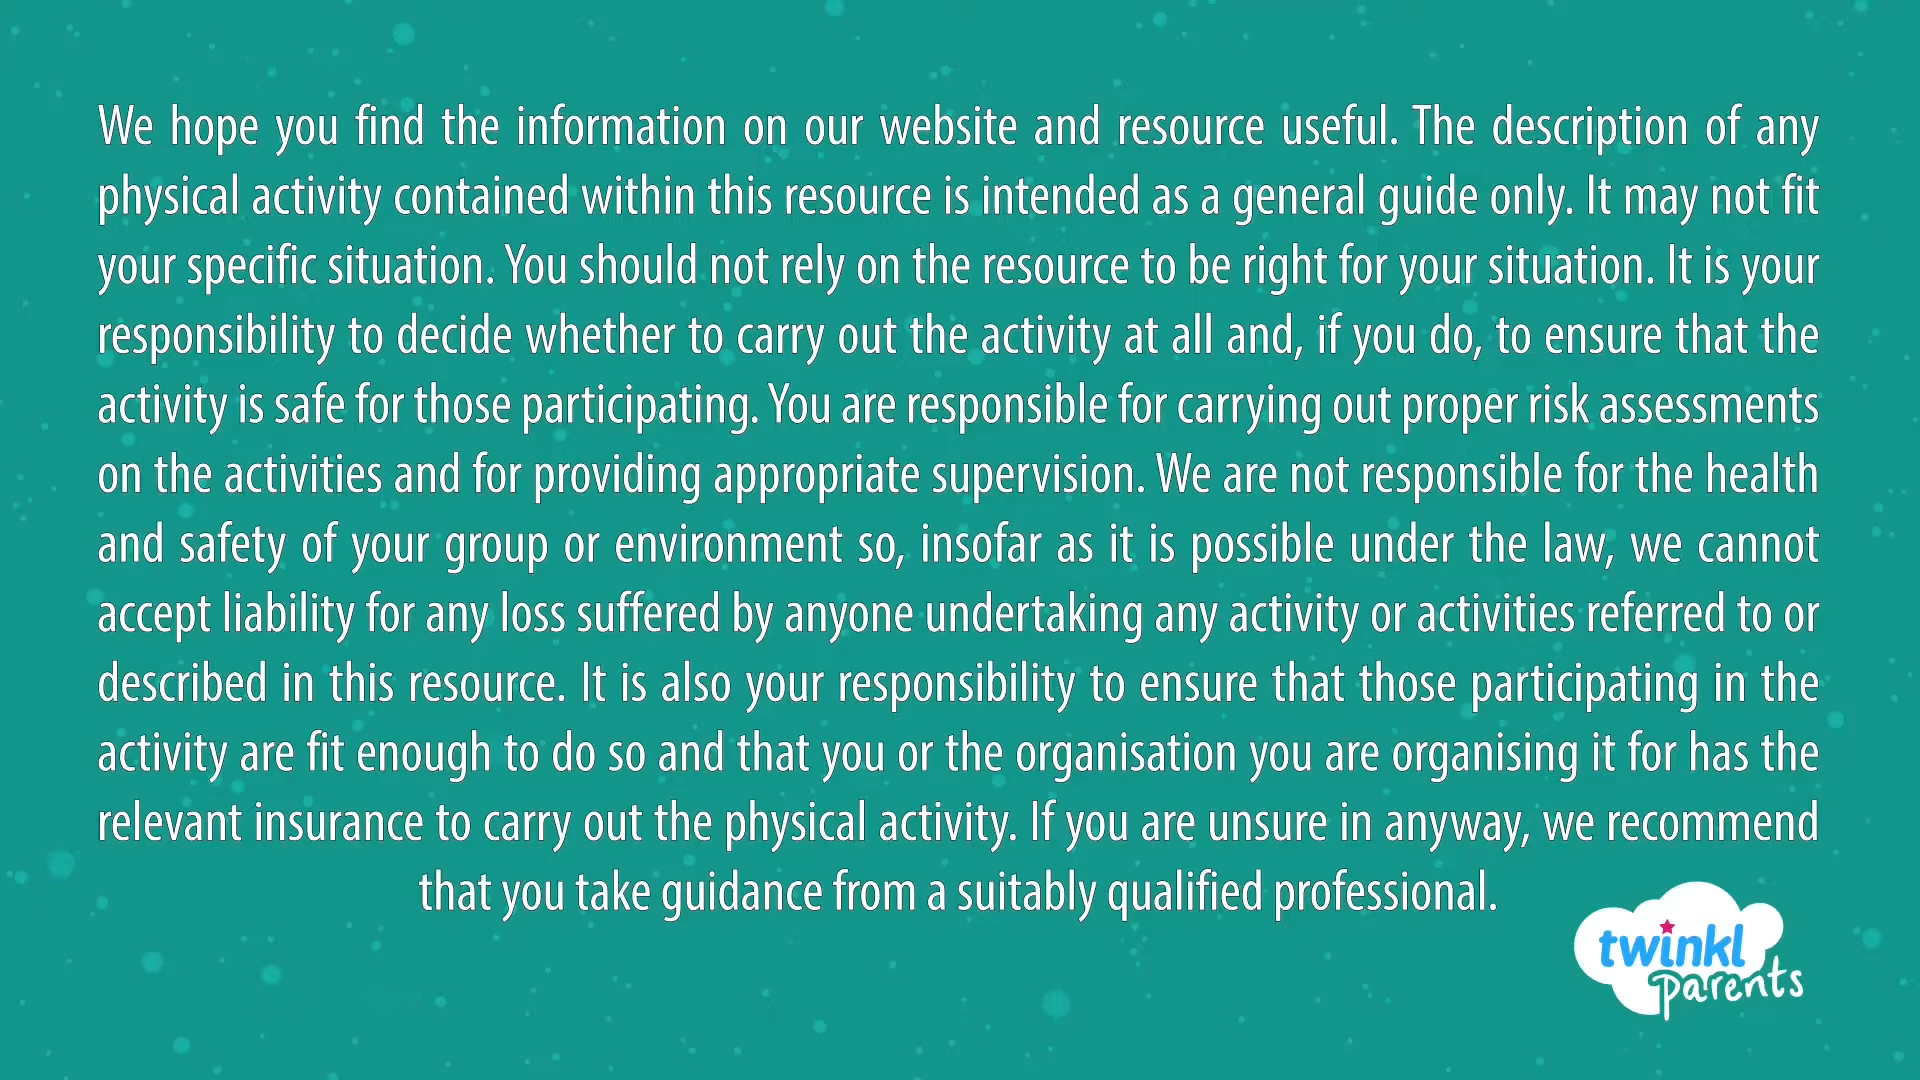 We hope you find the information on our website and resource useful. The description of any
physical activity contained within this resource is intended as a general guide only. It may not fit
your specific situation. You should not rely on the resource to be right for your situation. It is your
responsibility to decide whether to carry out the activity at all and, if you do, to ensure that the
activity is safe for those participating. You are responsible for carrying out proper risk assessments
on the activities and for providing appropriate supervision. We are not responsible for the health
and safety of your group or environment so, insofar as it is possible under the law, we cannot
accept liability for any loss suffered by anyone undertaking any activity or activities referred to or
described in this resource. It is also your responsibility to ensure that those participating in the
activity are fit enough to do so and that you or the organisation you are organising it for has the
relevant insurance to carry out the physical activity. If you are unsure in anyway, we recommend
that you take guidance from a suitably qualified professional.
twinkl
parents